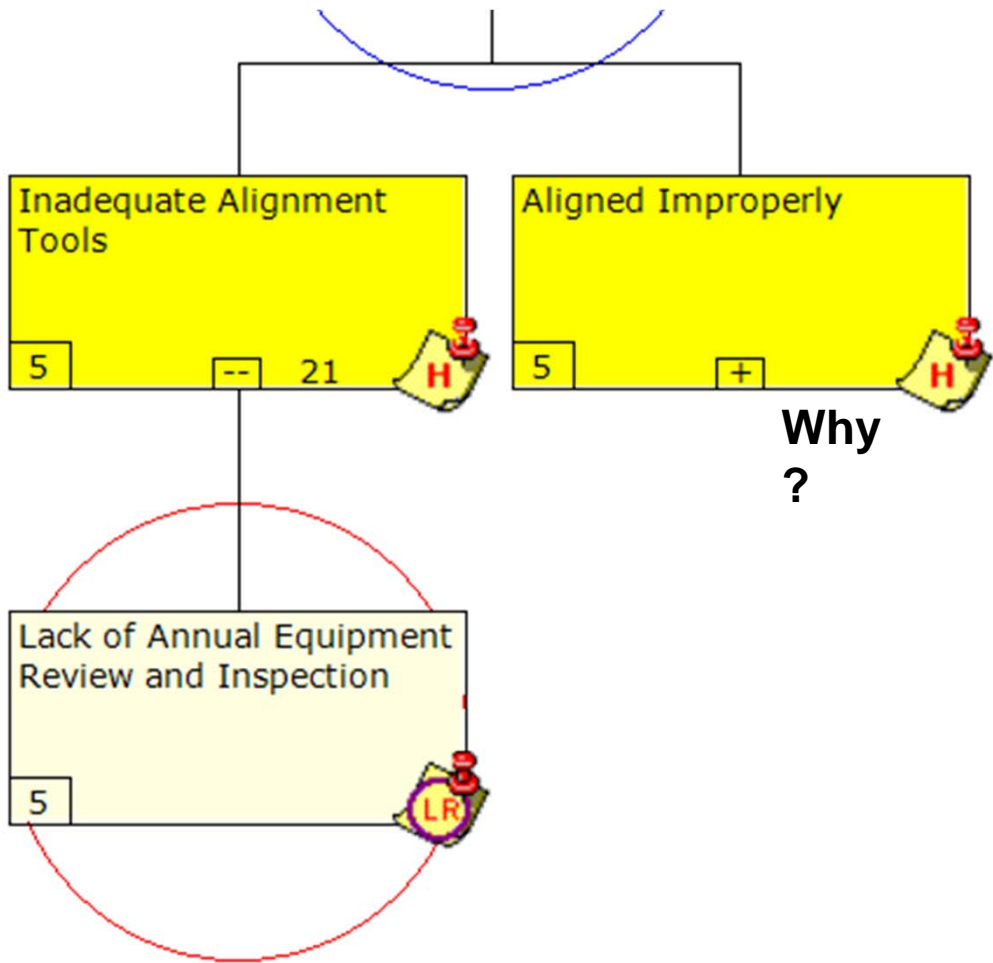 Inadequate Alignment
Tools
5
--
21
H
Aligned Improperly
5
+
H
Why
?
Lack of Annual Equipment
Review and Inspection
5
LR